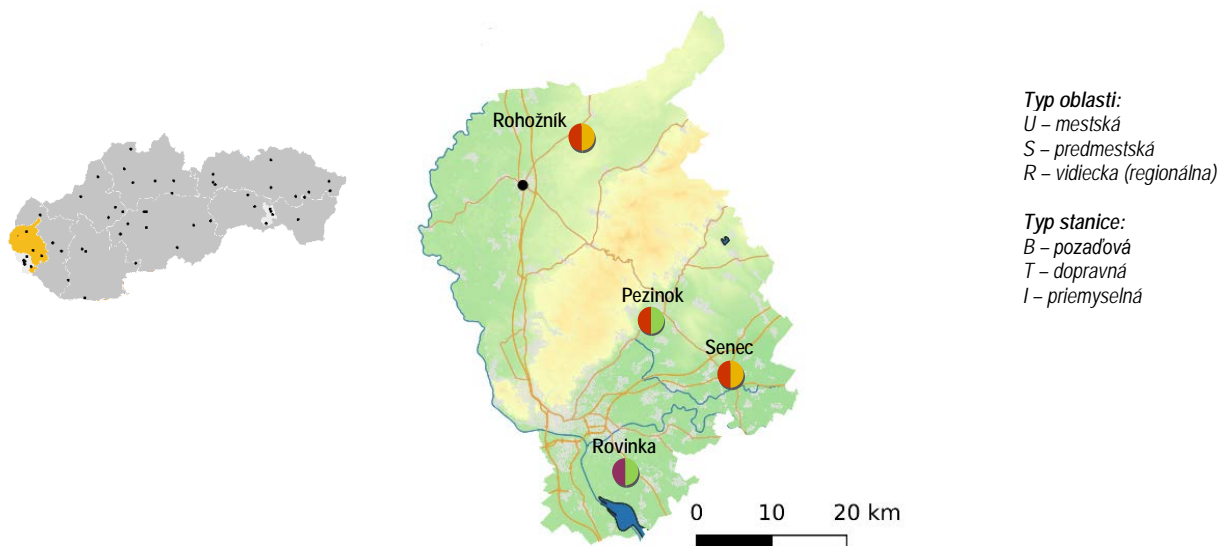 Rohožník
Pezinok
Senec
Rovinka
0 10 20 km
Typ oblasti:
U – mestská
S – predmestská
R – vidiecka (regionálna)
Typ stanice:
B – pozaďová
T – dopravná
I – priemyselná